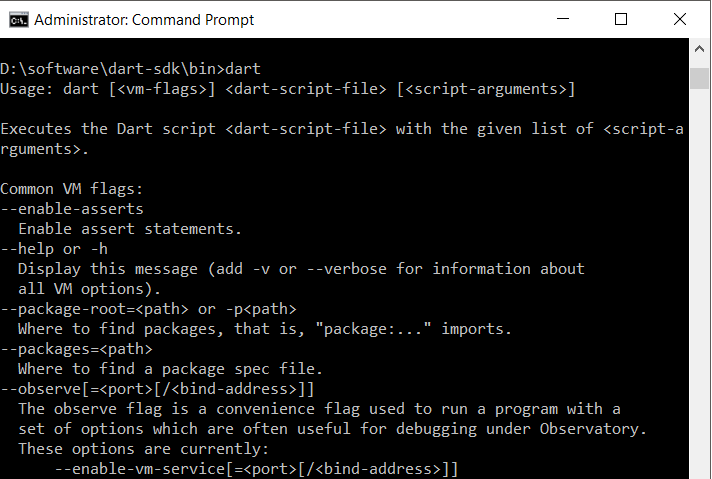 Administrator: Command Prompt
D:\software\dart-sdk\bin>dart
Usage: dart [<vm-flags>] <dart-script-file> [<script-arguments>]
Executes the Dart script <dart-script-file> with the given list of <script-a
rguments>.
Common VM flags:
--enable-asserts
  Enable assert statements.
--help or -h
  Display this message (add -v or --verbose for information about
  all VM options).
--package-root=<path> or -p<path>
  Where to find packages, that is, "package:..." imports.
--packages=<path>
  Where to find a package spec file.
--observe[=<port>[/<bind-address>]]
  The observe flag is a convenience flag used to run a program with a
  set of options which are often useful for debugging under Observatory.
  These options are currently:
      --enable-vm-service[=<port>[/<bind-address>]]